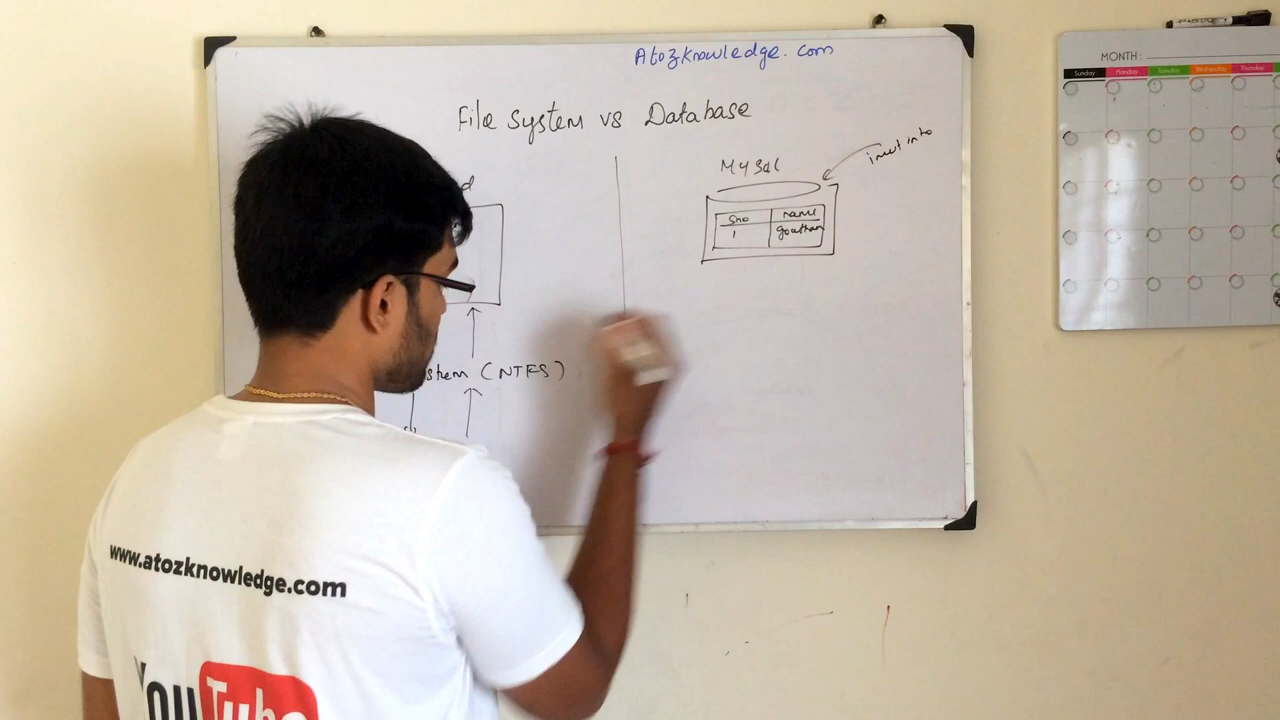 Atozknowledge.com
File System vs Database
d
MySQL
insert into
Sno name
1 gowtham
stem (NTFS)
MONTH:
Sunday Monday Tuesday Wednesday Thursday
www.atozknowledge.com
YouTube